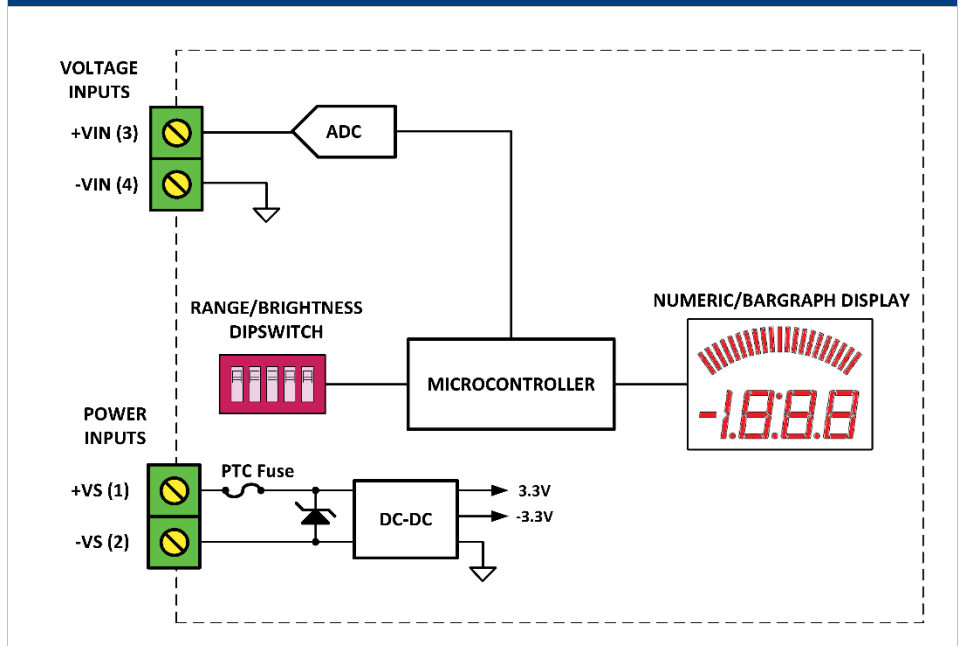 VOLTAGE
INPUTS
+VIN (3)
-VIN (4)
ADC
RANGE/BRIGHTNESS
DIPSWITCH
MICROCONTROLLER
NUMERIC/BARGRAPH DISPLAY
-1.8:8.8
POWER
INPUTS
+VS (1)
-VS (2)
PTC Fuse
DC-DC
3.3V
-3.3V